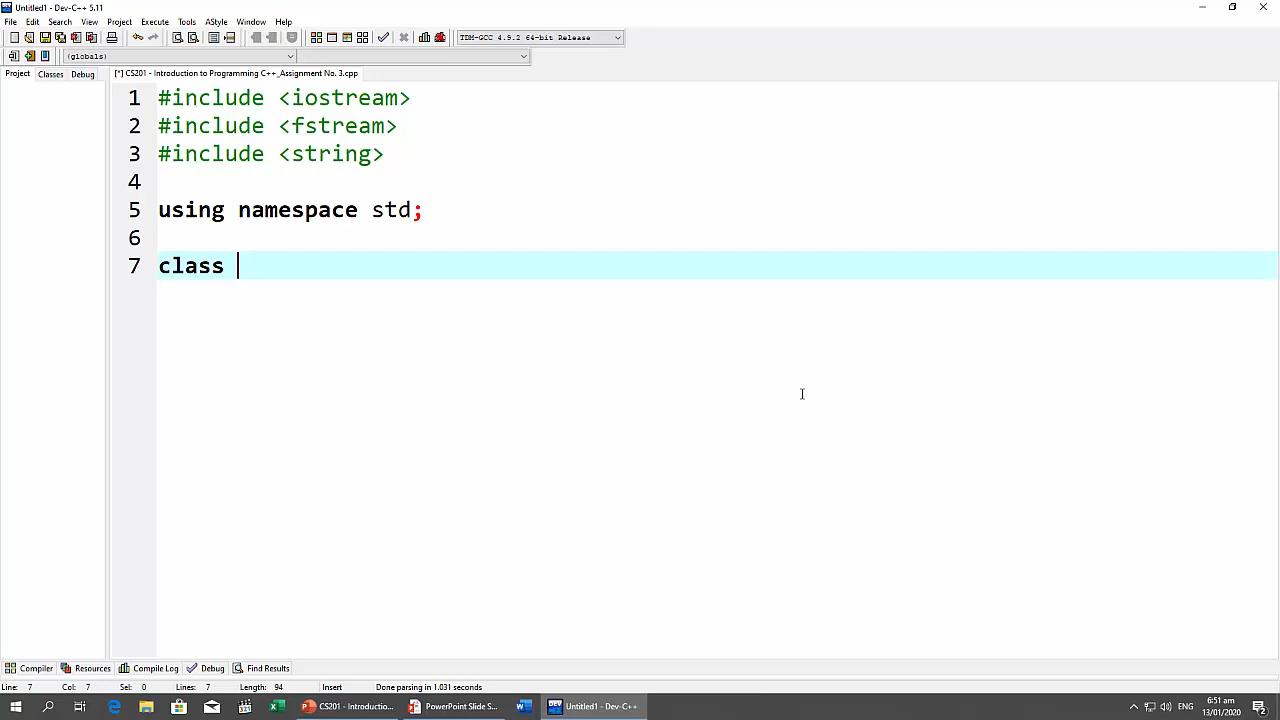 Untitled1 - Dev-C++ 5.11
File Edit Search View Project Execute Tools AStyle Window Help
TDM-GCC 4.9.2 64-bit Release
(globals)
Project Classes Debug [*] CS201 - Introduction to Programming C++_Assignment No. 3.cpp
1 #include <iostream>
2 #include <fstream>
3 #include <string>
4
5 using namespace std;
6
7 class
Compiler Resources Compile Log Debug Find Results
Line: 7 Col: 7 Sel: 0 Lines: 7 Length: 94 Insert Done parsing in 1.031 seconds
CS201 - Introductio... PowerPoint Slide S... Untitled1 - Dev-C++ ENG 6:51 am
13/01/2020